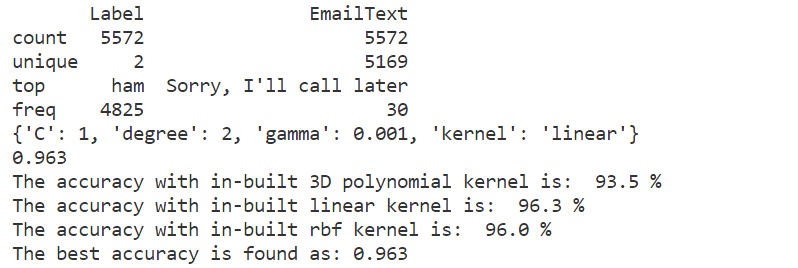 Label EmailText
count 5572 5572
unique 2 5169
top ham Sorry, I'll call later
freq 4825 30
{'C': 1, 'degree': 2, 'gamma': 0.001, 'kernel': 'linear'}
0.963
The accuracy with in-built 3D polynomial kernel is:  93.5 %
The accuracy with in-built linear kernel is:  96.3 %
The accuracy with in-built rbf kernel is:  96.0 %
The best accuracy is found as: 0.963